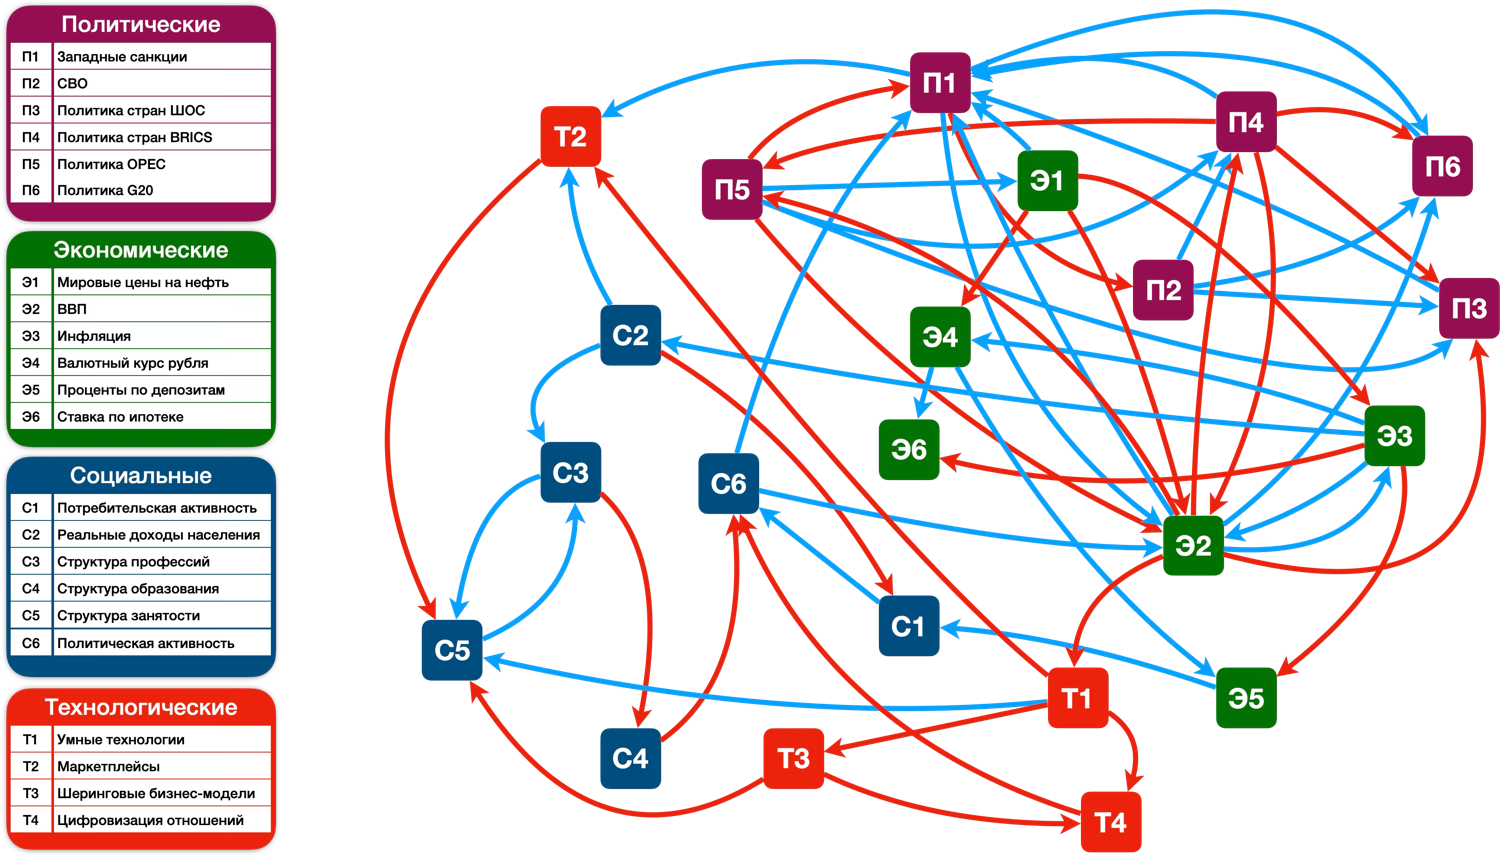 Политические
П1 Западные санкции
П2 СВО
П3 Политика стран ШОС
П4 Политика стран BRICS
П5 Политика OPEC
П6 Политика G20
Экономические
Э1 Мировые цены на нефть
Э2 ВВП
Э3 Инфляция
Э4 Валютный курс рубля
Э5 Проценты по депозитам
Э6 Ставка по ипотеке
Социальные
С1 Потребительская активность
С2 Реальные доходы населения
С3 Структура профессий
С4 Структура образования
С5 Структура занятости
С6 Политическая активность
Технологические
Т1 Умные технологии
Т2 Маркетплейсы
Т3 Шеринговые бизнес-модели
Т4 Цифровизация отношений
П1
П4
Т2
П6
Э1
П5
П2
П3
С2
Э4
Э3
Э6
С3
С6
Э2
С1
С5
Т1
Э5
С4
Т3
Т4